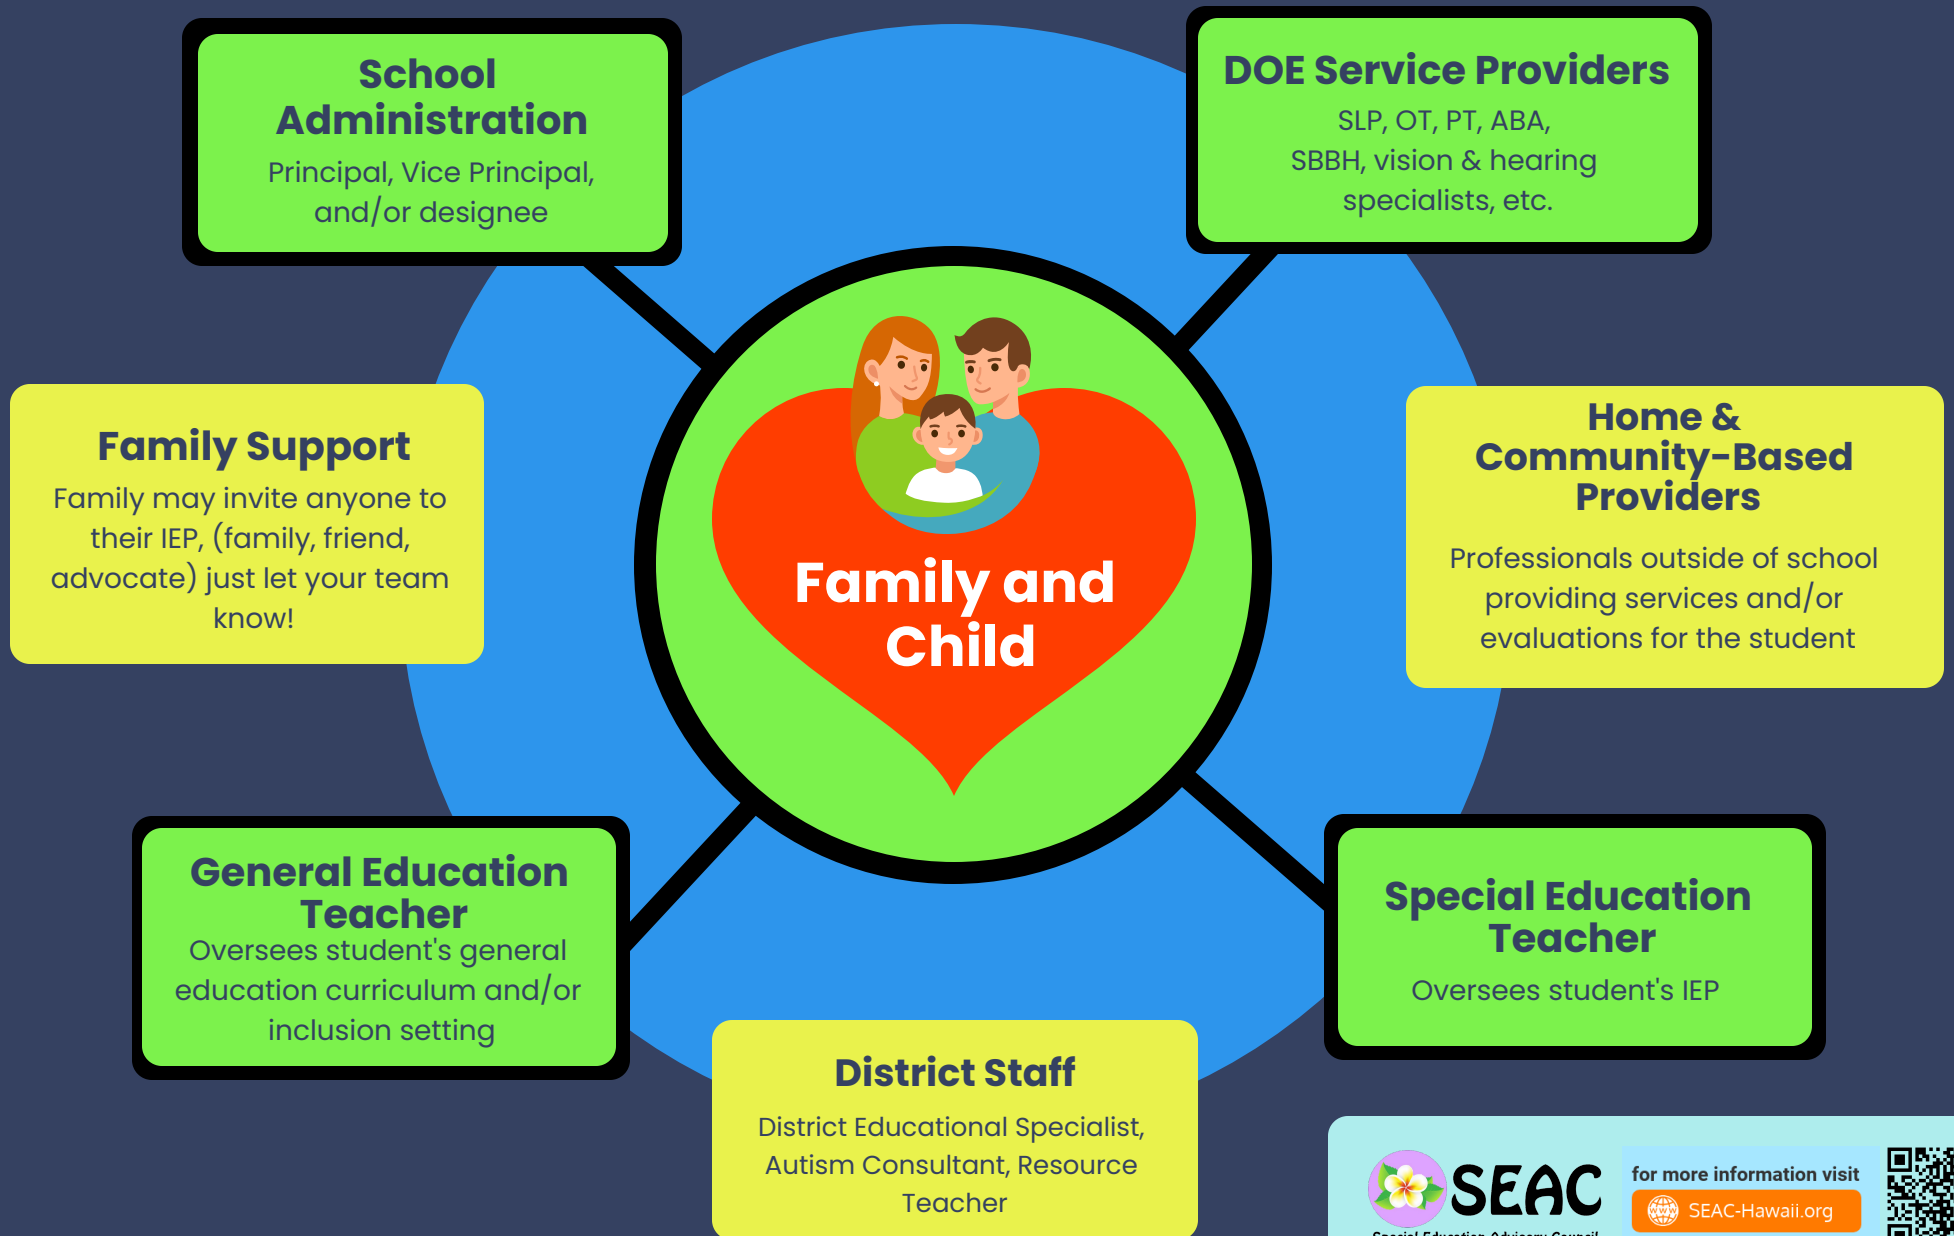 School
Administration
Principal, Vice Principal,
and/or designee
DOE Service Providers
SLP, OT, PT, ABA,
SBBH, vision & hearing
specialists, etc.
Family Support
Family may invite anyone to
their IEP, (family, friend,
advocate) just let your team
know!
Family and
Child
Home &
Community-Based
Providers
Professionals outside of school
providing services and/or
evaluations for the student
General Education
Teacher
Oversees student's general
education curriculum and/or
inclusion setting
Special Education
Teacher
Oversees student's IEP
District Staff
District Educational Specialist,
Autism Consultant, Resource
Teacher
SEAC
Special Education Advisory Council
for more information visit
SEAC-Hawaii.org